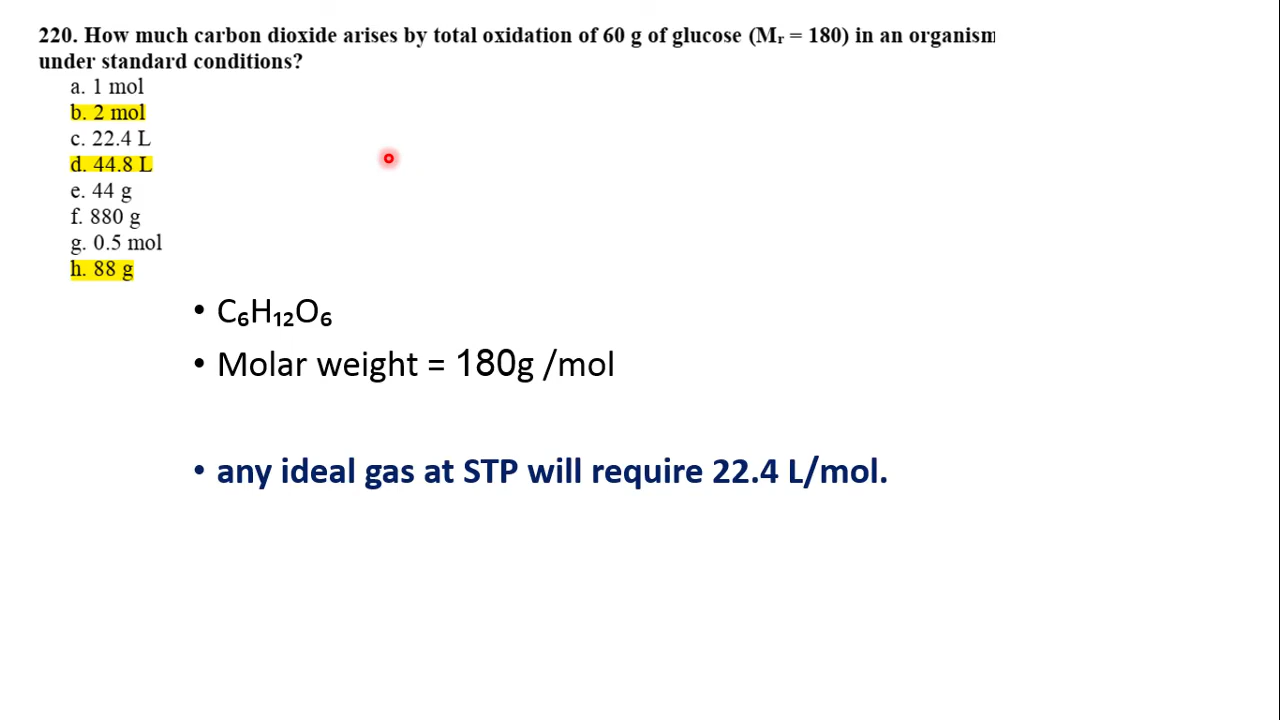 220. How much carbon dioxide arises by total oxidation of 60 g of glucose (Mᵣ = 180) in an organism
under standard conditions?
a. 1 mol
b. 2 mol
c. 22.4 L
d. 44.8 L
e. 44 g
f. 880 g
g. 0.5 mol
h. 88 g
• C₆H₁₂O₆
• Molar weight = 180g /mol
• any ideal gas at STP will require 22.4 L/mol.